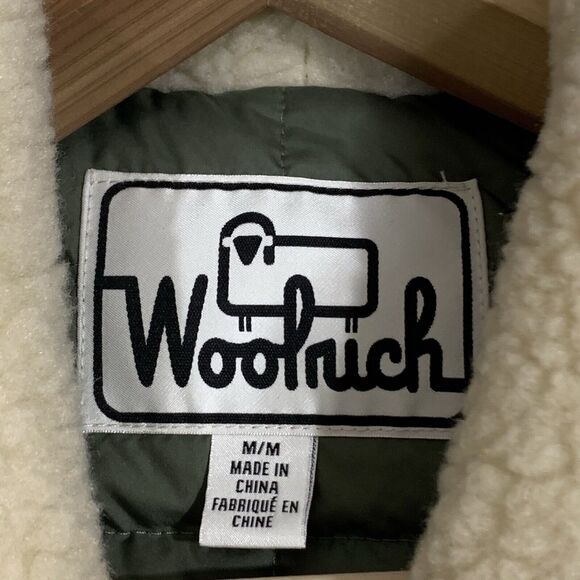 Woolrich
M/M
MADE IN
CHINA
FABRIQUÉ EN
CHINE